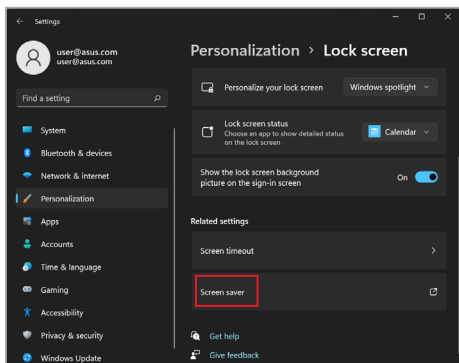 Settings
user@asus.com
user@asus.com
Find a setting
System
Bluetooth & devices
Network & internet
Personalization
Apps
Accounts
Time & language
Gaming
Accessibility
Privacy & security
Windows Update
Personalization > Lock screen
Personalize your lock screen
Windows spotlight
Lock screen status
Choose an app to show detailed status
on the lock screen
Calendar
Show the lock screen background
picture on the sign-in screen
On
Related settings
Screen timeout
Screen saver
Get help
Give feedback